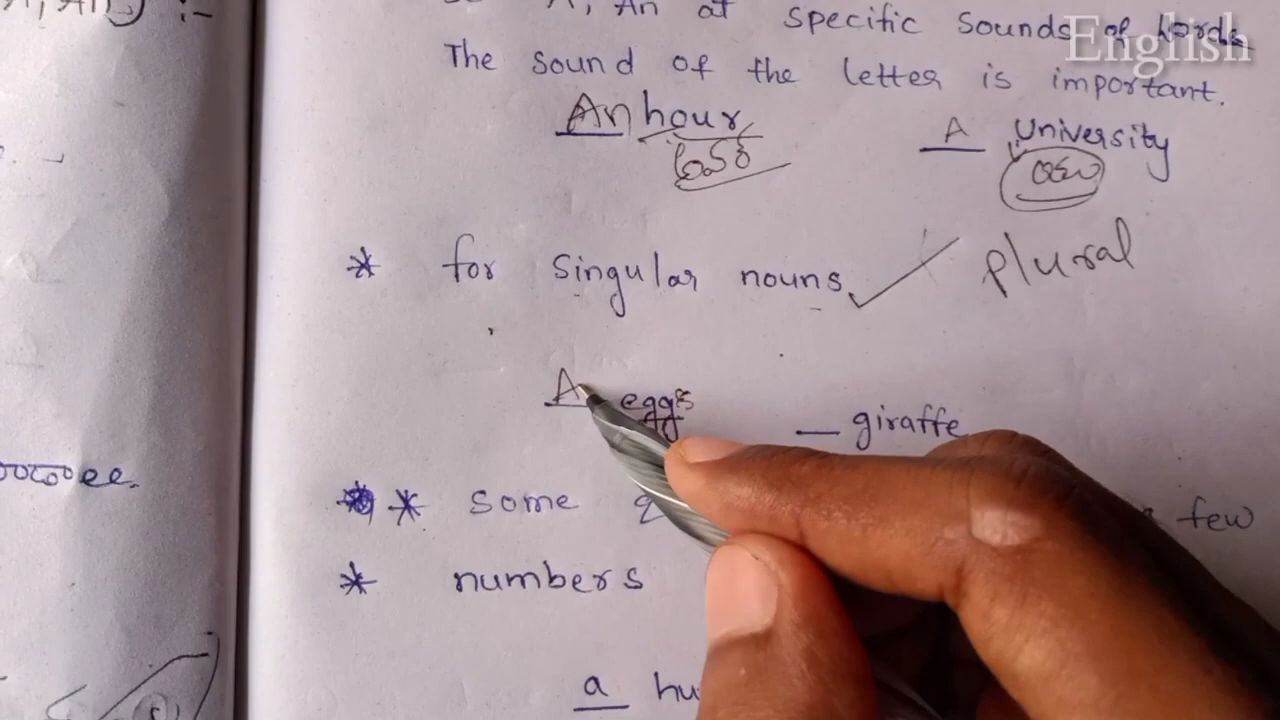 A, An at specific sounds of words
English
The sound of the letter is important.
An hour A University
* for singular nouns plural
A eggs — giraffe
* some few
* numbers
a